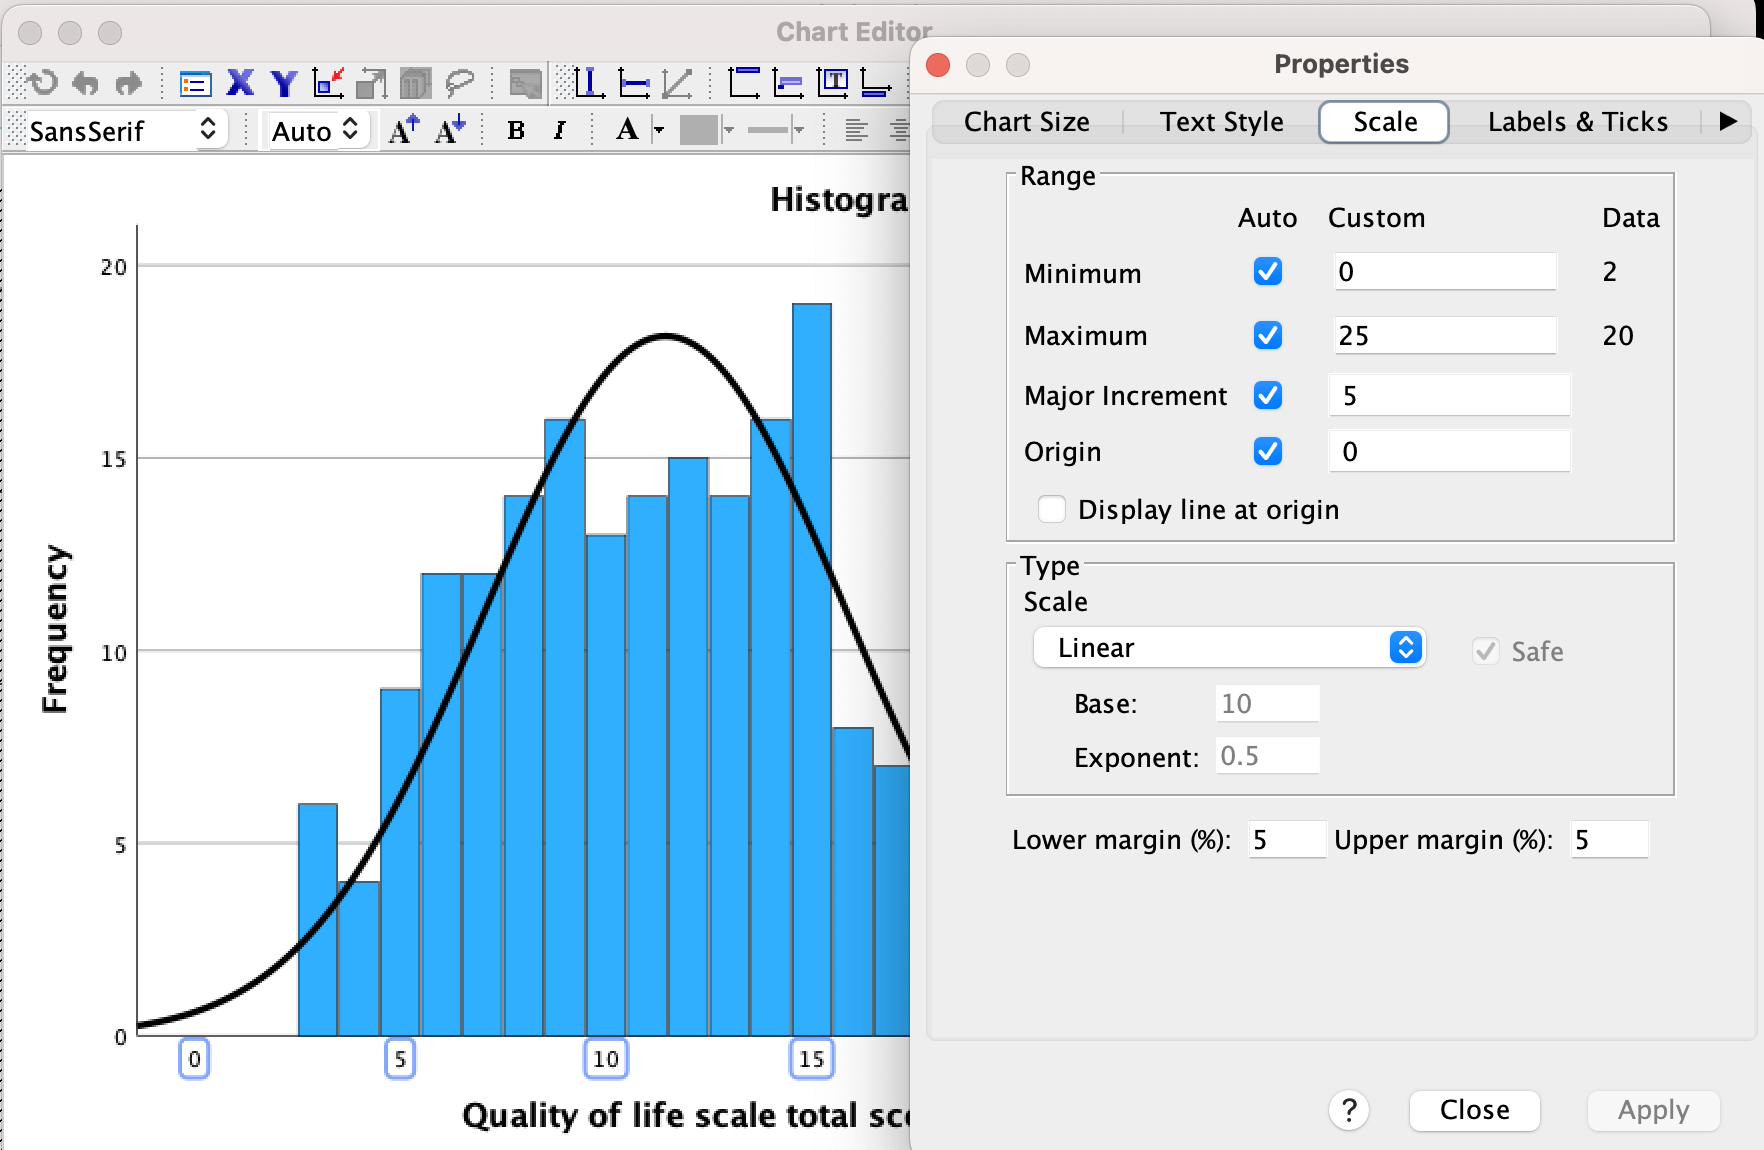 Chart Editor
Properties
X Y
T
SansSerif
Auto
A A
B I
A
Chart Size
Text Style
Scale
Labels & Ticks
Histogra
Frequency
20
15
10
5
0
0 5 10 15
Quality of life scale total sc
Range
Auto Custom Data
Minimum 0 2
Maximum 25 20
Major Increment 5
Origin 0
Display line at origin
Type
Scale
Linear Safe
Base: 10
Exponent: 0.5
Lower margin (%): 5 Upper margin (%): 5
? Close Apply